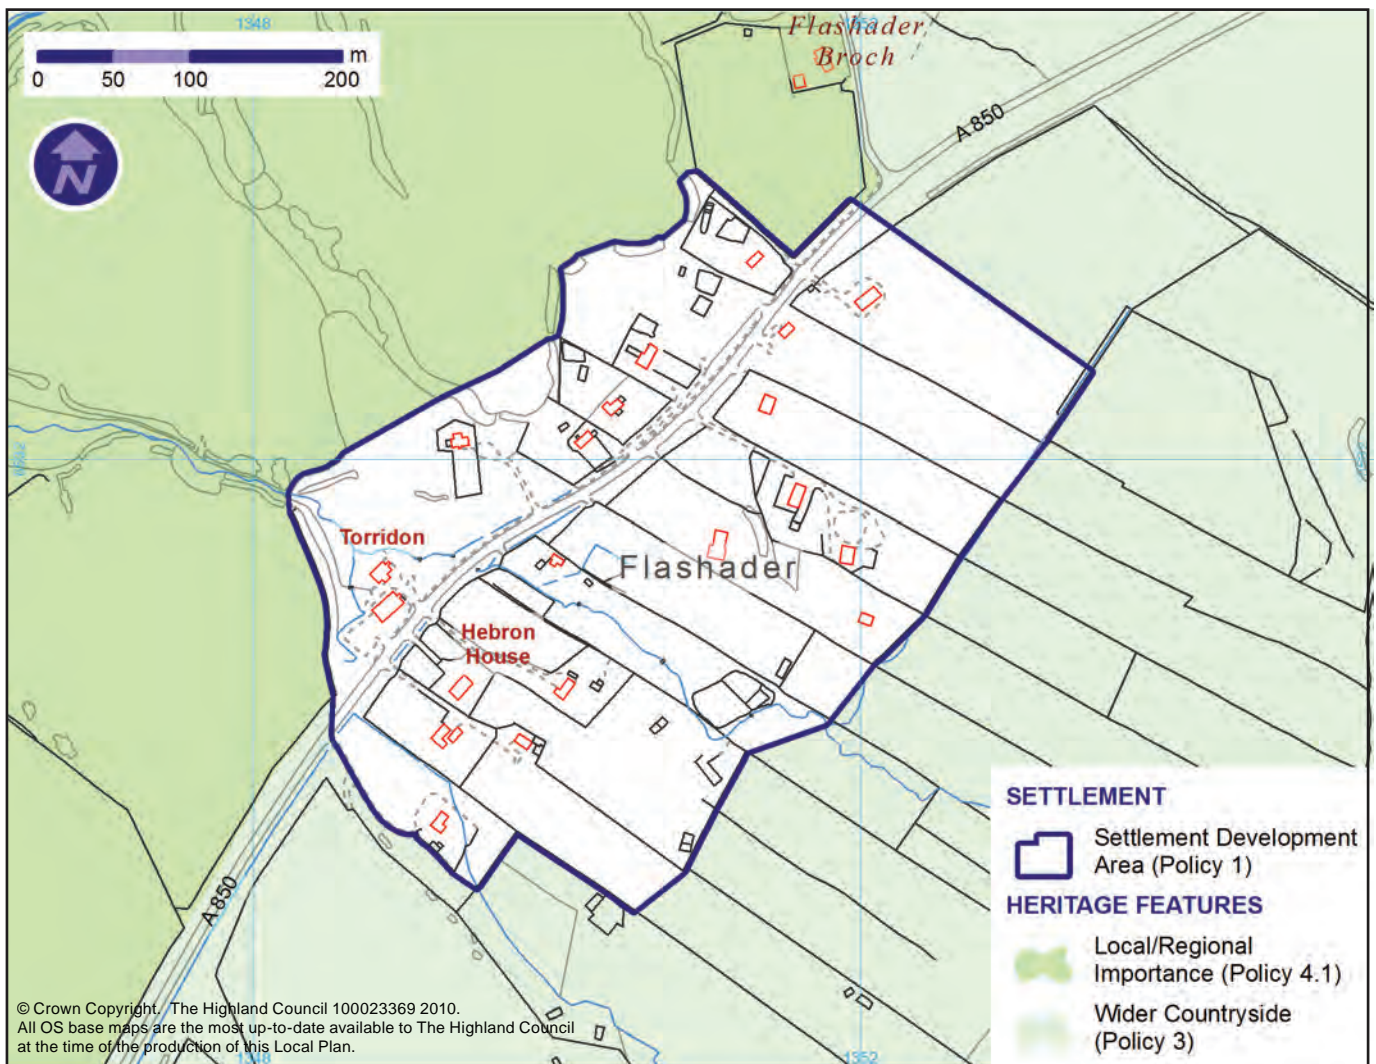 1348
1352
Flashader
Broch
m
0
50
100
200
N
A 850
Torridon
Flashader
Hebron
House
A 850
SETTLEMENT
Settlement Development
Area (Policy 1)
HERITAGE FEATURES
Local/Regional
Importance (Policy 4.1)
Wider Countryside
(Policy 3)
© Crown Copyright. The Highland Council 100023369 2010.
All OS base maps are the most up-to-date available to The Highland Council
at the time of the production of this Local Plan.
1348
1352